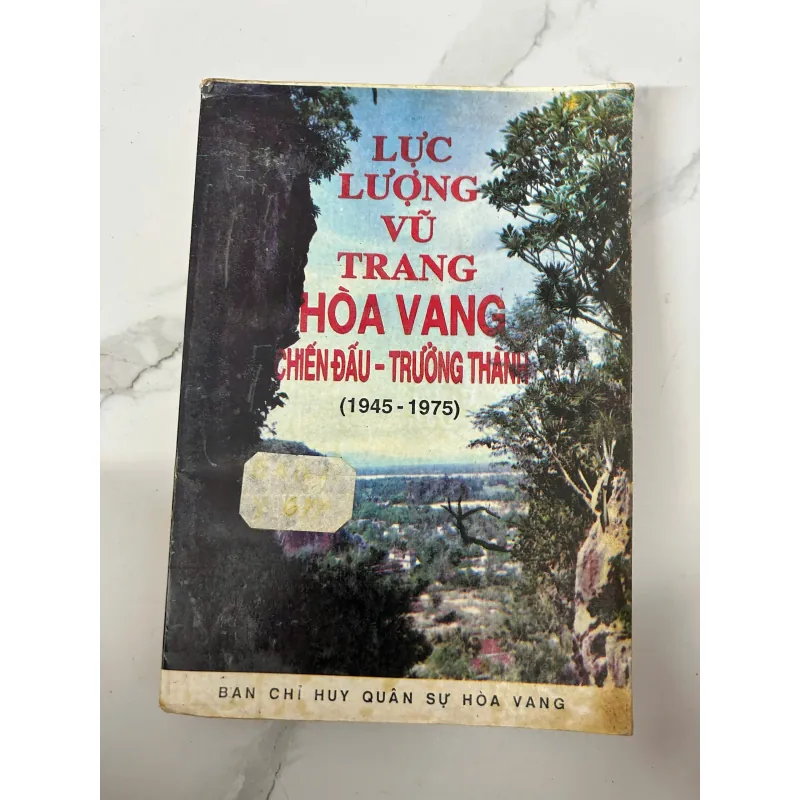 LỰC
LƯỢNG
VŨ
TRANG
HÒA VANG
CHIẾN ĐẤU - TRƯỞNG THÀNH
(1945 - 1975)
BAN CHỈ HUY QUÂN SỰ HÒA VANG